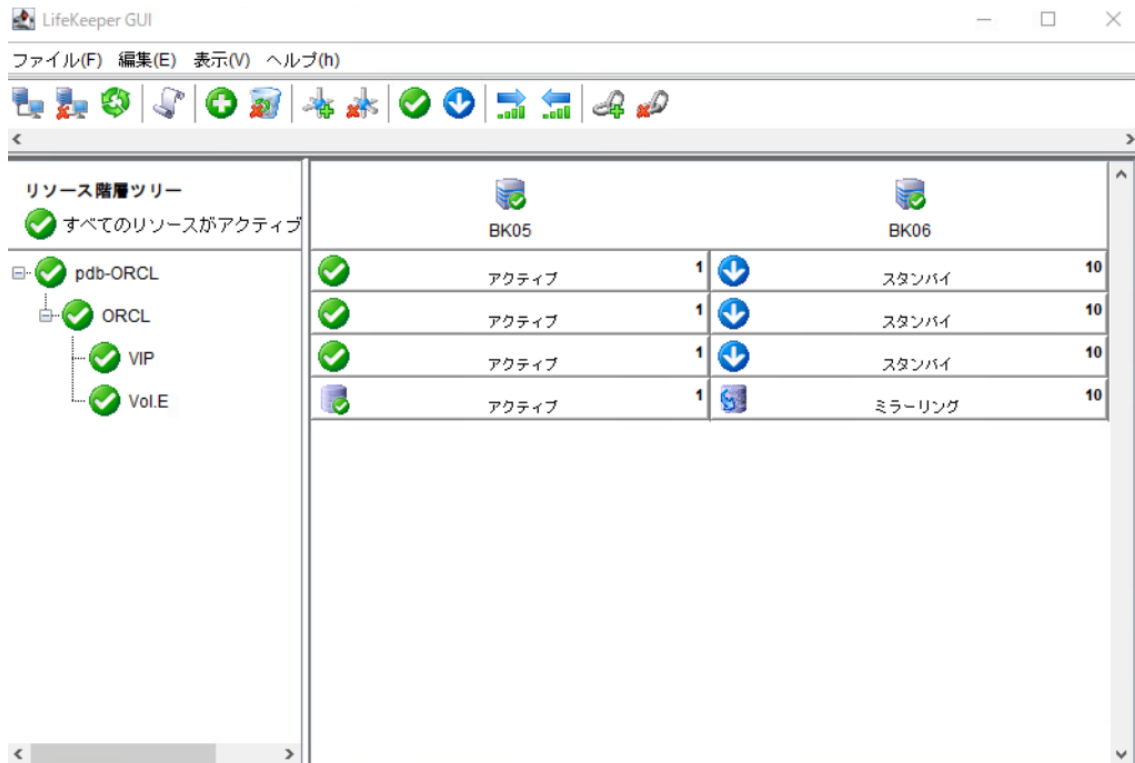 LifeKeeper GUI
ファイル(F) 編集(E) 表示(V) ヘルプ(h)
リソース階層ツリー
すべてのリソースがアクティブ
BK05 BK06
pdb-ORCL アクティブ 1 スタンバイ 10
ORCL アクティブ 1 スタンバイ 10
VIP アクティブ 1 スタンバイ 10
Vol.E アクティブ 1 ミラーリング 10